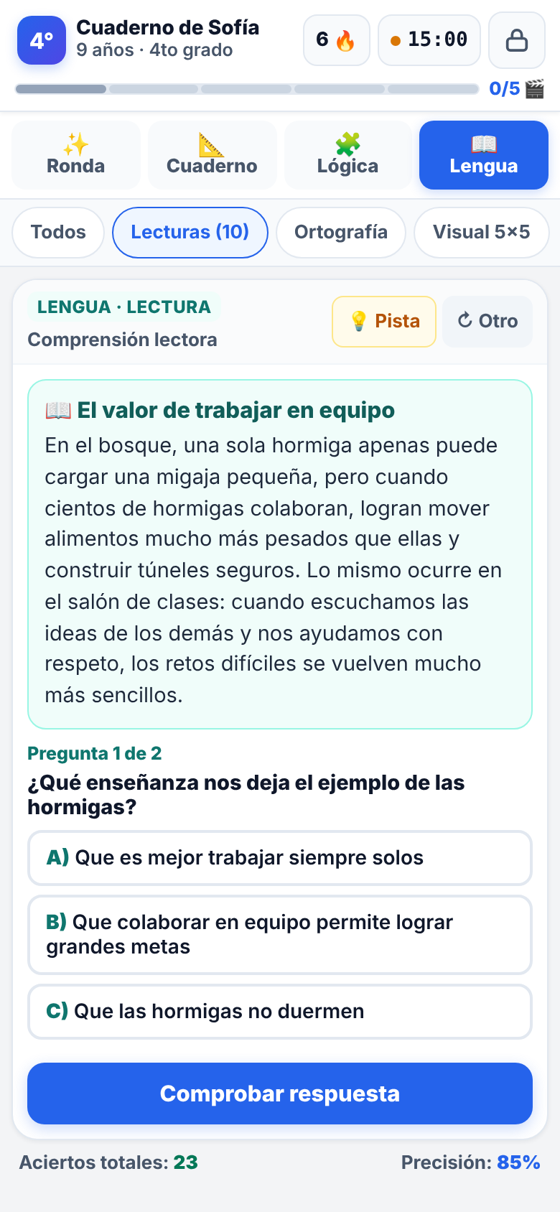 4°
Cuaderno de Sofía
9 años · 4to grado
6 🔥
15:00
0/5 🎬
✨ Ronda
📐 Cuaderno
🧩 Lógica
📖 Lengua
Todos
Lecturas (10)
Ortografía
Visual 5×5
LENGUA · LECTURA
Comprensión lectora
💡 Pista
↻ Otro
📖 El valor de trabajar en equipo
En el bosque, una sola hormiga apenas puede
cargar una migaja pequeña, pero cuando
cientos de hormigas colaboran, logran mover
alimentos mucho más pesados que ellas y
construir túneles seguros. Lo mismo ocurre en
el salón de clases: cuando escuchamos las
ideas de los demás y nos ayudamos con
respeto, los retos difíciles se vuelven mucho
más sencillos.
Pregunta 1 de 2
¿Qué enseñanza nos deja el ejemplo de las
hormigas?
A) Que es mejor trabajar siempre solos
B) Que colaborar en equipo permite lograr
grandes metas
C) Que las hormigas no duermen
Comprobar respuesta
Aciertos totales: 23
Precisión: 85%